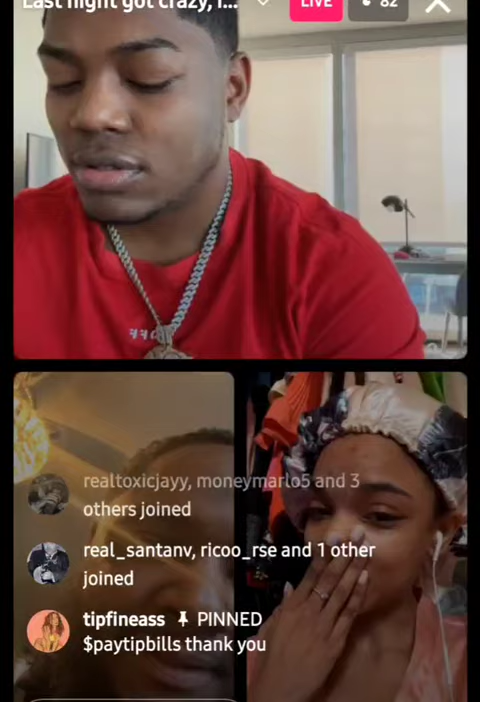 Last night got crazy, I...
LIVE
82
realtoxicjayy, moneymarlo5 and 3
others joined
real_santanv, ricoo_rse and 1 other
joined
tipfineass PINNED
$paytipbills thank you